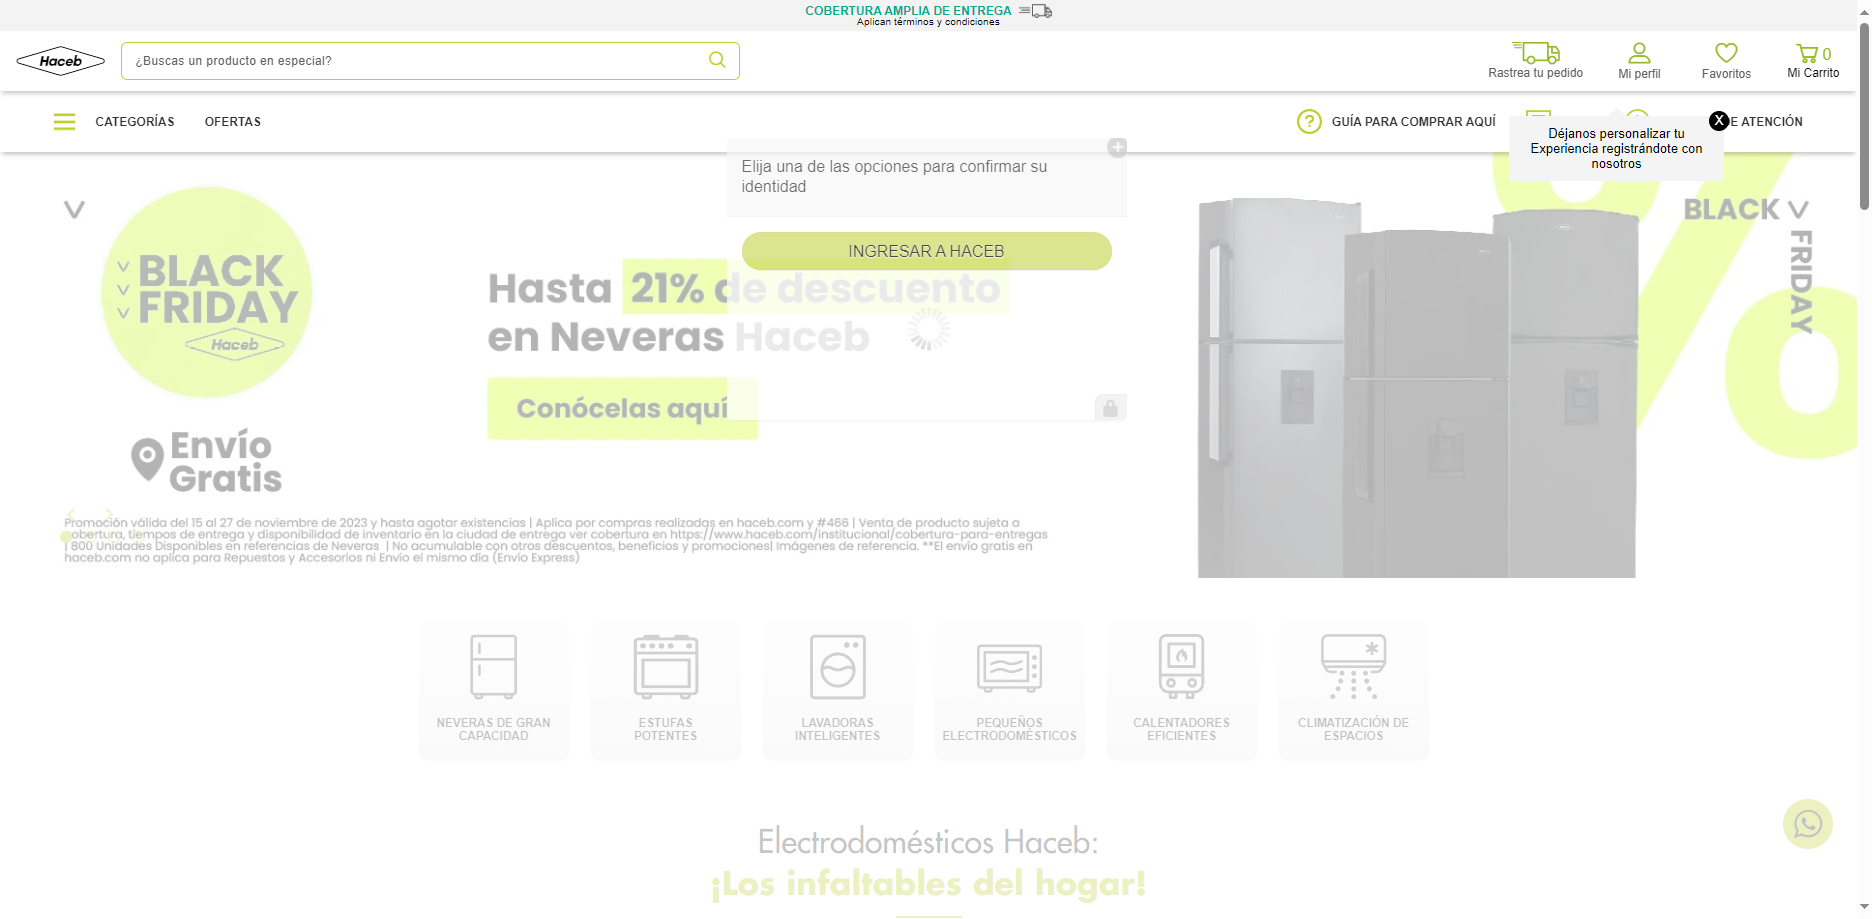 COBERTURA AMPLIA DE ENTREGA
Aplican términos y condiciones
Haceb
¿Buscas un producto en especial?
Rastrea tu pedido
Mi perfil
Favoritos
0
Mi Carrito
CATEGORÍAS
OFERTAS
GUÍA PARA COMPRAR AQUÍ
X
E ATENCIÓN
Déjanos personalizar tu
Experiencia registrándote con
nosotros
Elija una de las opciones para confirmar su
identidad
INGRESAR A HACEB
BLACK
FRIDAY
Haceb
Envío
Gratis
Hasta 21% de descuento
en Neveras Haceb
Conócelas aquí
BLACK
FRIDAY
Promoción válida del 15 al 27 de noviembre de 2023 y hasta agotar existencias | Aplica por compras realizadas en haceb.com y #466 | Venta de producto sujeta a
cobertura, tiempos de entrega y disponibilidad de inventario en la ciudad de entrega ver cobertura en https://www.haceb.com/institucional/cobertura-para-entregas
| 800 Unidades Disponibles en referencias de Neveras | No acumulable con otros descuentos, beneficios y promociones| Imágenes de referencia. **El envío gratis en
haceb.com no aplica para Repuestos y Accesorios ni Envío el mismo día (Envío Express)
NEVERAS DE GRAN
CAPACIDAD
ESTUFAS
POTENTES
LAVADORAS
INTELIGENTES
PEQUEÑOS
ELECTRODOMÉSTICOS
CALENTADORES
EFICIENTES
CLIMATIZACIÓN DE
ESPACIOS
Electrodomésticos Haceb:
¡Los infaltables del hogar!